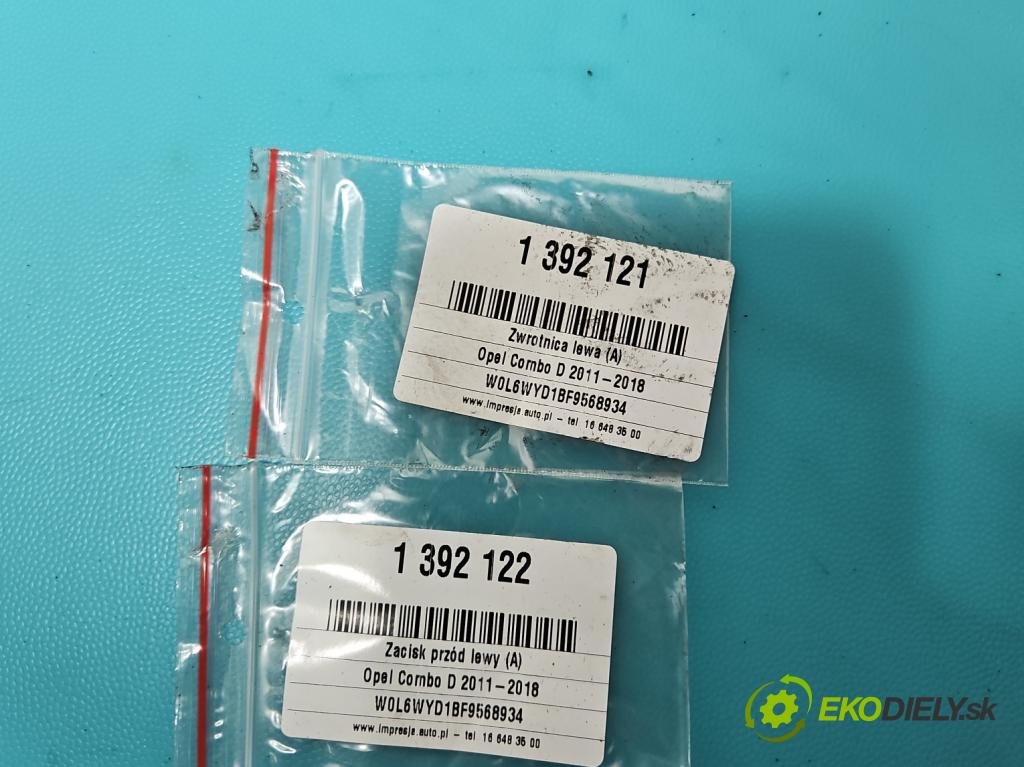 1 392 121
Zwrotnica lewa (A)
Opel Combo D 2011-2018
W0L6WYD1BF9568934
www.impresja.auto.pl - tel 16 648 35 00
1 392 122
Zacisk przód lewy (A)
Opel Combo D 2011-2018
W0L6WYD1BF9568934
www.impresja.auto.pl - tel 16 648 35 00
EKODIELY.sk